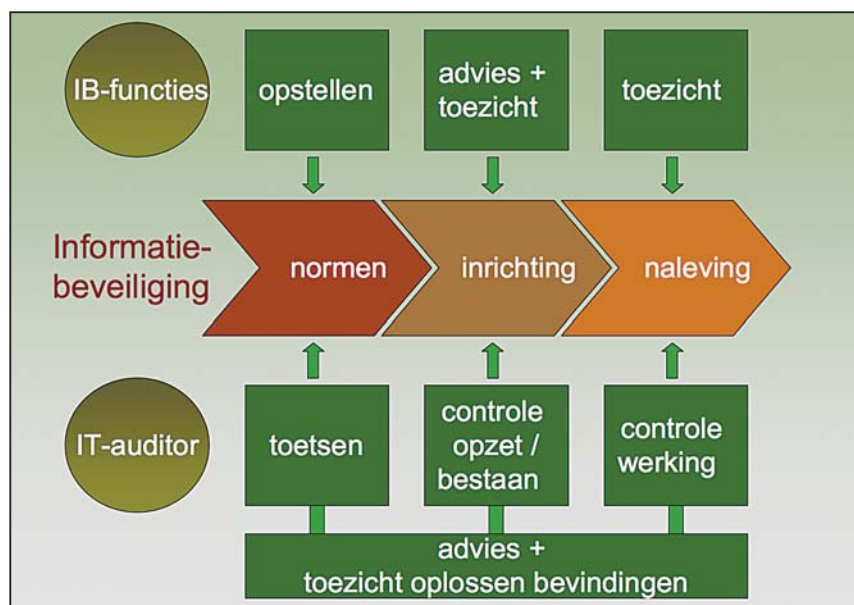 IB-functies
opstellen
advies +
toezicht
toezicht
Informatie-
beveiliging
normen
inrichting
naleving
IT-auditor
toetsen
controle
opzet /
bestaan
controle
werking
advies +
toezicht oplossen bevindingen